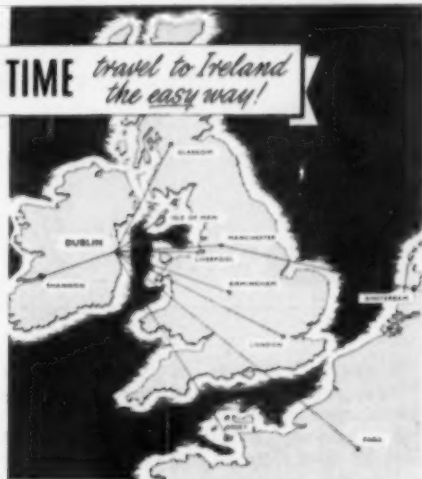 TIME travel to Ireland
the easy way!
GLASGOW
ISLE OF MAN
DUBLIN
MANCHESTER
LIVERPOOL
SHANNON
BIRMINGHAM
AMSTERDAM
LONDON
PARIS